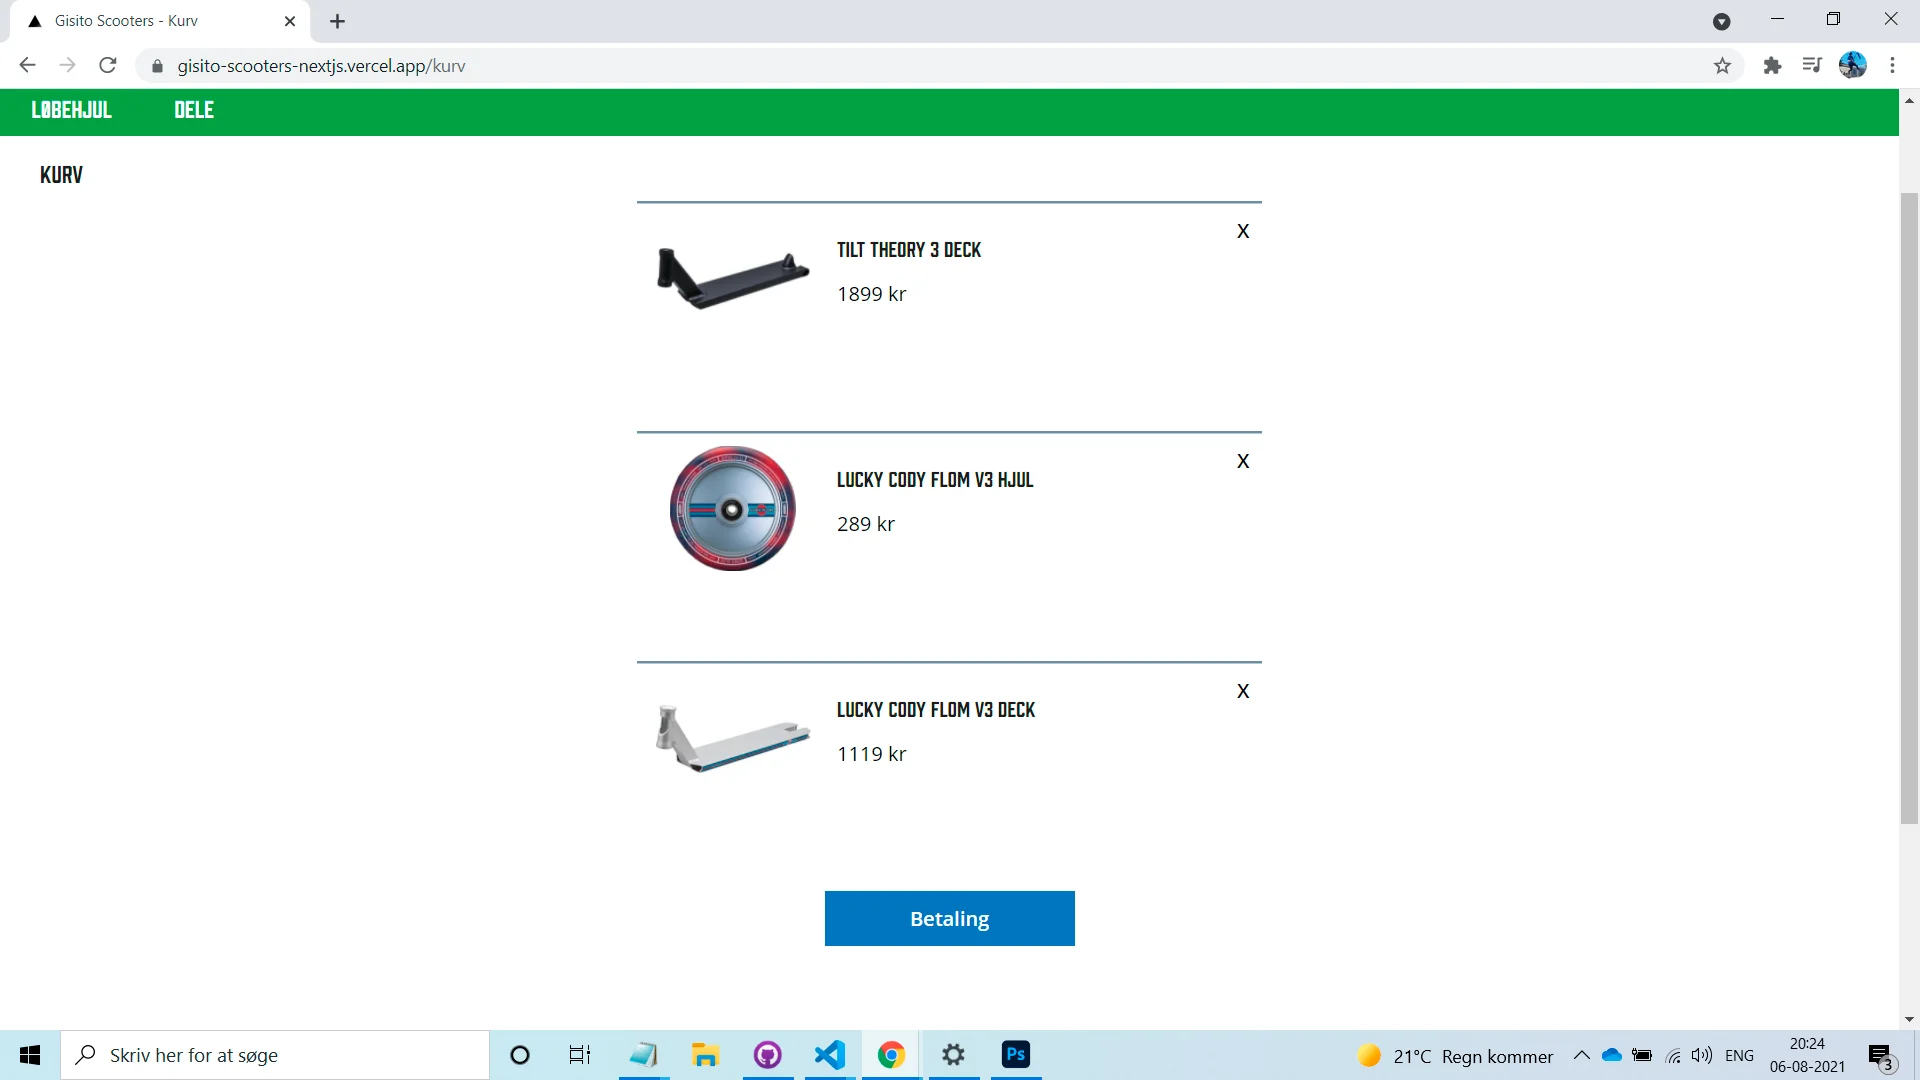 Gisito Scooters - Kurv
gisito-scooters-nextjs.vercel.app/kurv
LØBEHJUL DELE
KURV
X
TILT THEORY 3 DECK
1899 kr
X
LUCKY CODY FLOM V3 HJUL
289 kr
X
LUCKY CODY FLOM V3 DECK
1119 kr
Betaling
Skriv her for at søge
Ps
21°C Regn kommer
ENG
20:24
06-08-2021
3